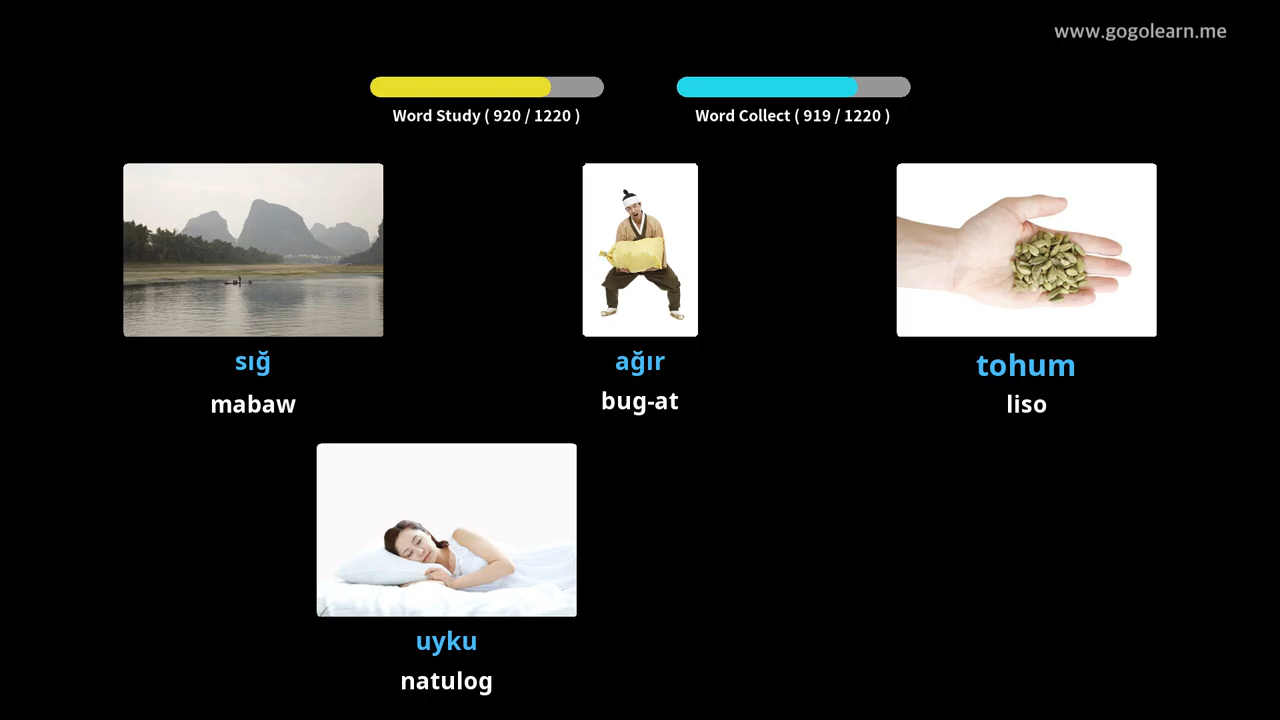 www.gogolearn.me
Word Study ( 920 / 1220 )
Word Collect ( 919 / 1220 )
sığ
mabaw
ağır
bug-at
tohum
liso
uyku
natulog